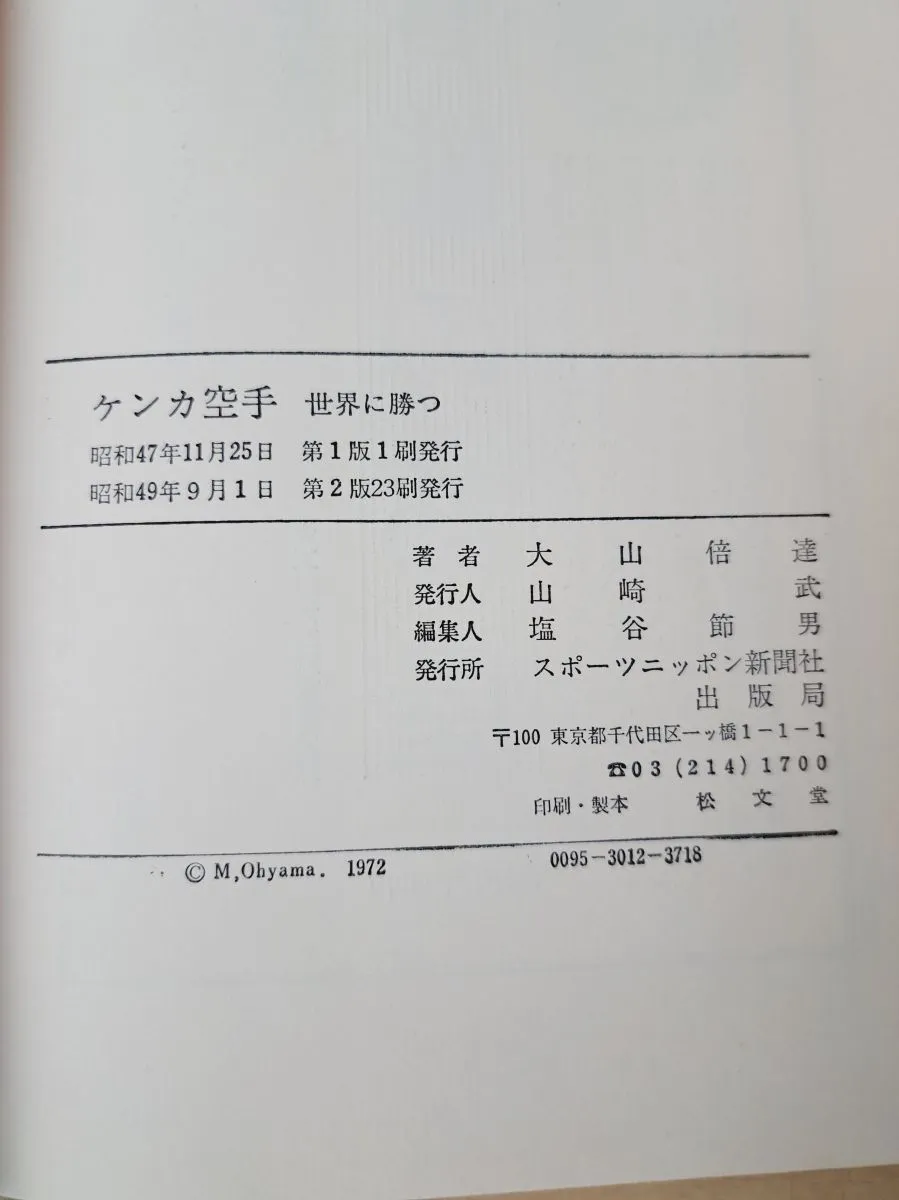 ケンカ空手 世界に勝つ
昭和47年11月25日 第1版1刷発行
昭和49年9月1日 第2版23刷発行
著者 大山倍達
発行人 山崎武
編集人 塩谷節男
発行所 スポーツニッポン新聞社
出版局
〒100 東京都千代田区一ッ橋1-1-1
☎03(214)1700
印刷・製本 松文堂
© M,Ohyama. 1972 0095-3012-3718